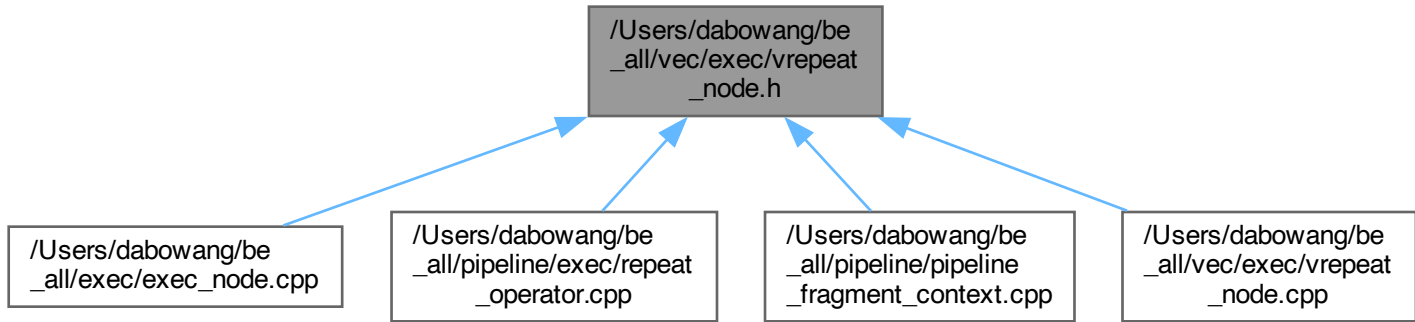 /Users/dabowang/be
_all/vec/exec/vrepeat
_node.h
/Users/dabowang/be
_all/exec/exec_node.cpp
/Users/dabowang/be
_all/pipeline/exec/repeat
_operator.cpp
/Users/dabowang/be
_all/pipeline/pipeline
_fragment_context.cpp
/Users/dabowang/be
_all/vec/exec/vrepeat
_node.cpp